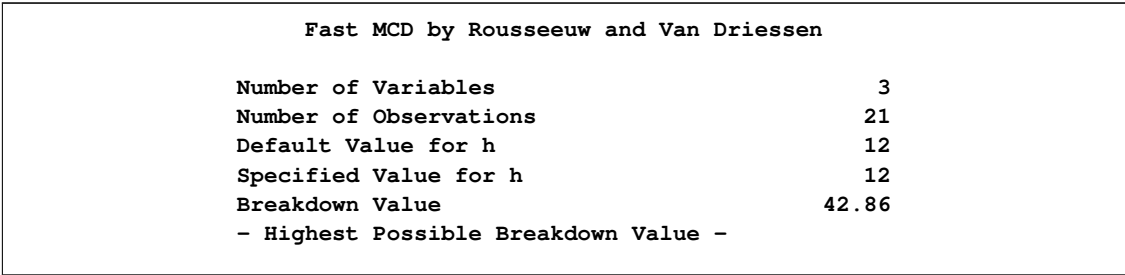 Fast MCD by Rousseeuw and Van Driessen
Number of Variables 3
Number of Observations 21
Default Value for h 12
Specified Value for h 12
Breakdown Value 42.86
- Highest Possible Breakdown Value -